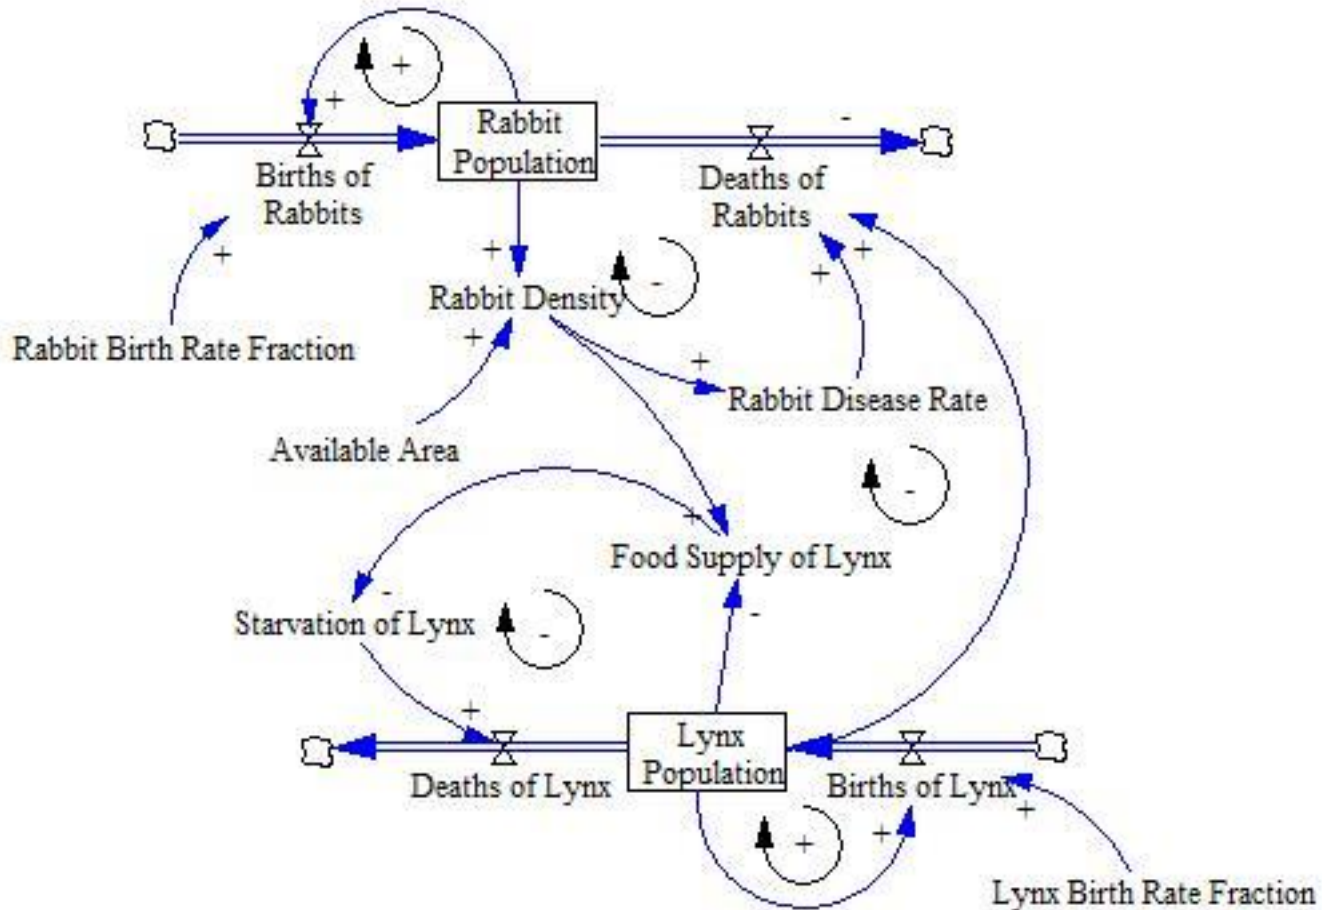 +
+
-
Rabbit
Population
Births of
Rabbits
Deaths of
Rabbits
+
+
+
+
-
Rabbit Density
+
Rabbit Birth Rate Fraction
+
Rabbit Disease Rate
Available Area
-
+
Food Supply of Lynx
-
-
Starvation of Lynx
-
+
Lynx
Population
Deaths of Lynx
Births of Lynx
+
+
+
Lynx Birth Rate Fraction